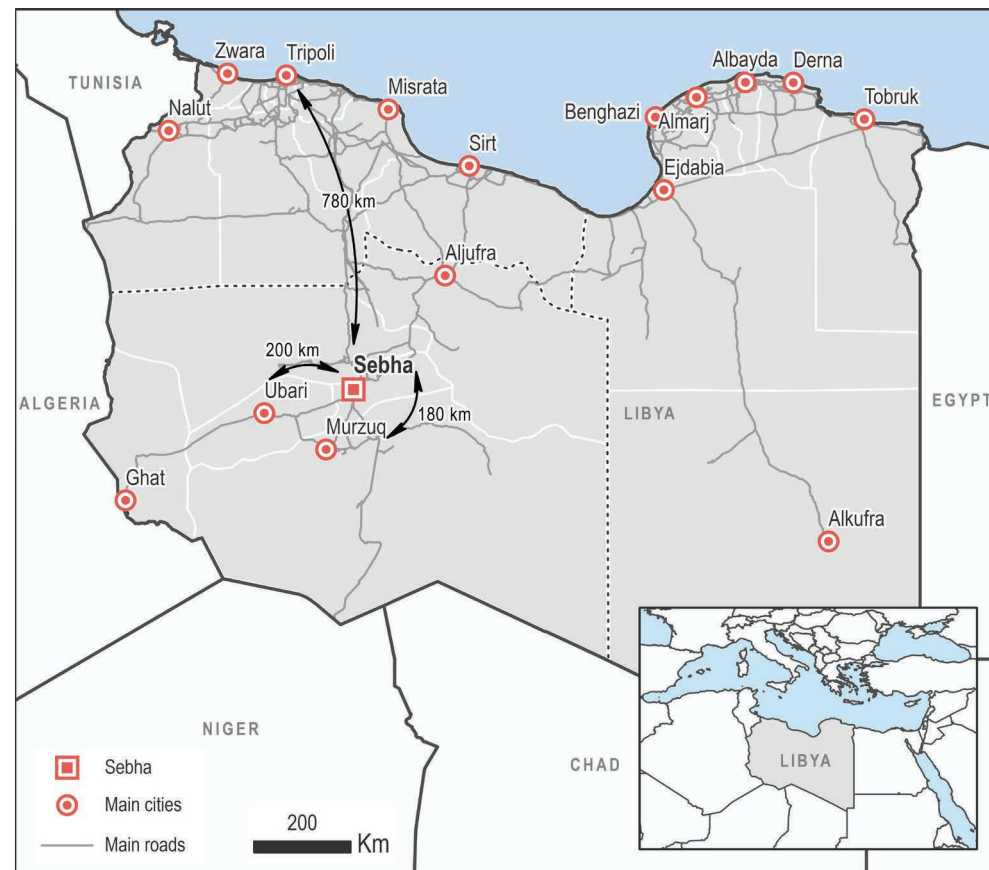 Zwara
Tripoli
Albayda
Derna
TUNISIA
Misrata
Nalut
Benghazi
Almarj
Tobruk
Sirt
Ejdabia
780 km
Aljufra
200 km
Sebha
Ubari
ALGERIA
180 km
LIBYA
EGYPT
Murzuq
Ghat
Alkufra
NIGER
CHAD
LIBYA
Sebha
Main cities
Main roads
200
Km